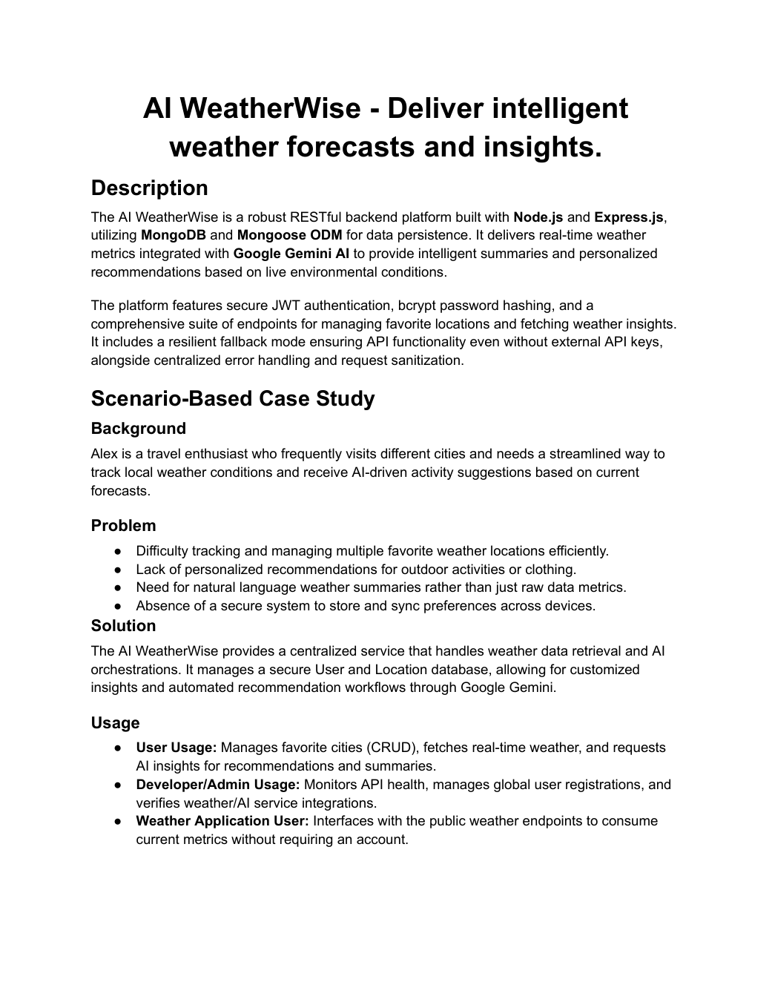 AI WeatherWise - Deliver intelligent
weather forecasts and insights.
Description
The AI WeatherWise is a robust RESTful backend platform built with Node.js and Express.js,
utilizing MongoDB and Mongoose ODM for data persistence. It delivers real-time weather
metrics integrated with Google Gemini AI to provide intelligent summaries and personalized
recommendations based on live environmental conditions.
The platform features secure JWT authentication, bcrypt password hashing, and a
comprehensive suite of endpoints for managing favorite locations and fetching weather insights.
It includes a resilient fallback mode ensuring API functionality even without external API keys,
alongside centralized error handling and request sanitization.
Scenario-Based Case Study
Background
Alex is a travel enthusiast who frequently visits different cities and needs a streamlined way to
track local weather conditions and receive AI-driven activity suggestions based on current
forecasts.
Problem
● Difficulty tracking and managing multiple favorite weather locations efficiently.
● Lack of personalized recommendations for outdoor activities or clothing.
● Need for natural language weather summaries rather than just raw data metrics.
● Absence of a secure system to store and sync preferences across devices.
Solution
The AI WeatherWise provides a centralized service that handles weather data retrieval and AI
orchestrations. It manages a secure User and Location database, allowing for customized
insights and automated recommendation workflows through Google Gemini.
Usage
● User Usage: Manages favorite cities (CRUD), fetches real-time weather, and requests
AI insights for recommendations and summaries.
● Developer/Admin Usage: Monitors API health, manages global user registrations, and
verifies weather/AI service integrations.
● Weather Application User: Interfaces with the public weather endpoints to consume
current metrics without requiring an account.